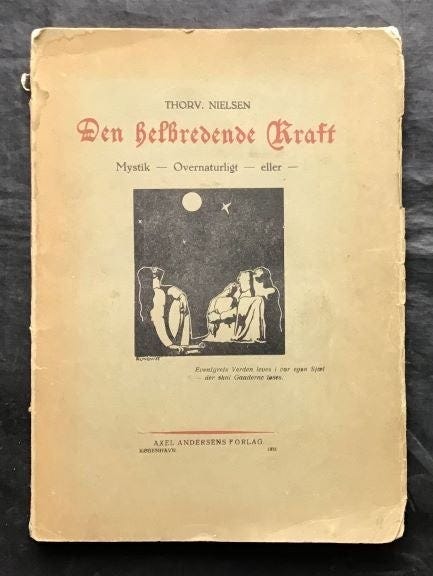 THORV. NIELSEN
Den helbredende Kraft
Mystik — Overnaturligt — eller —
Eventyrets Verden leves i vor egen Sjæl
— der skal Gaaderne løses.
AXEL ANDERSENS FORLAG
KØBENHAVN